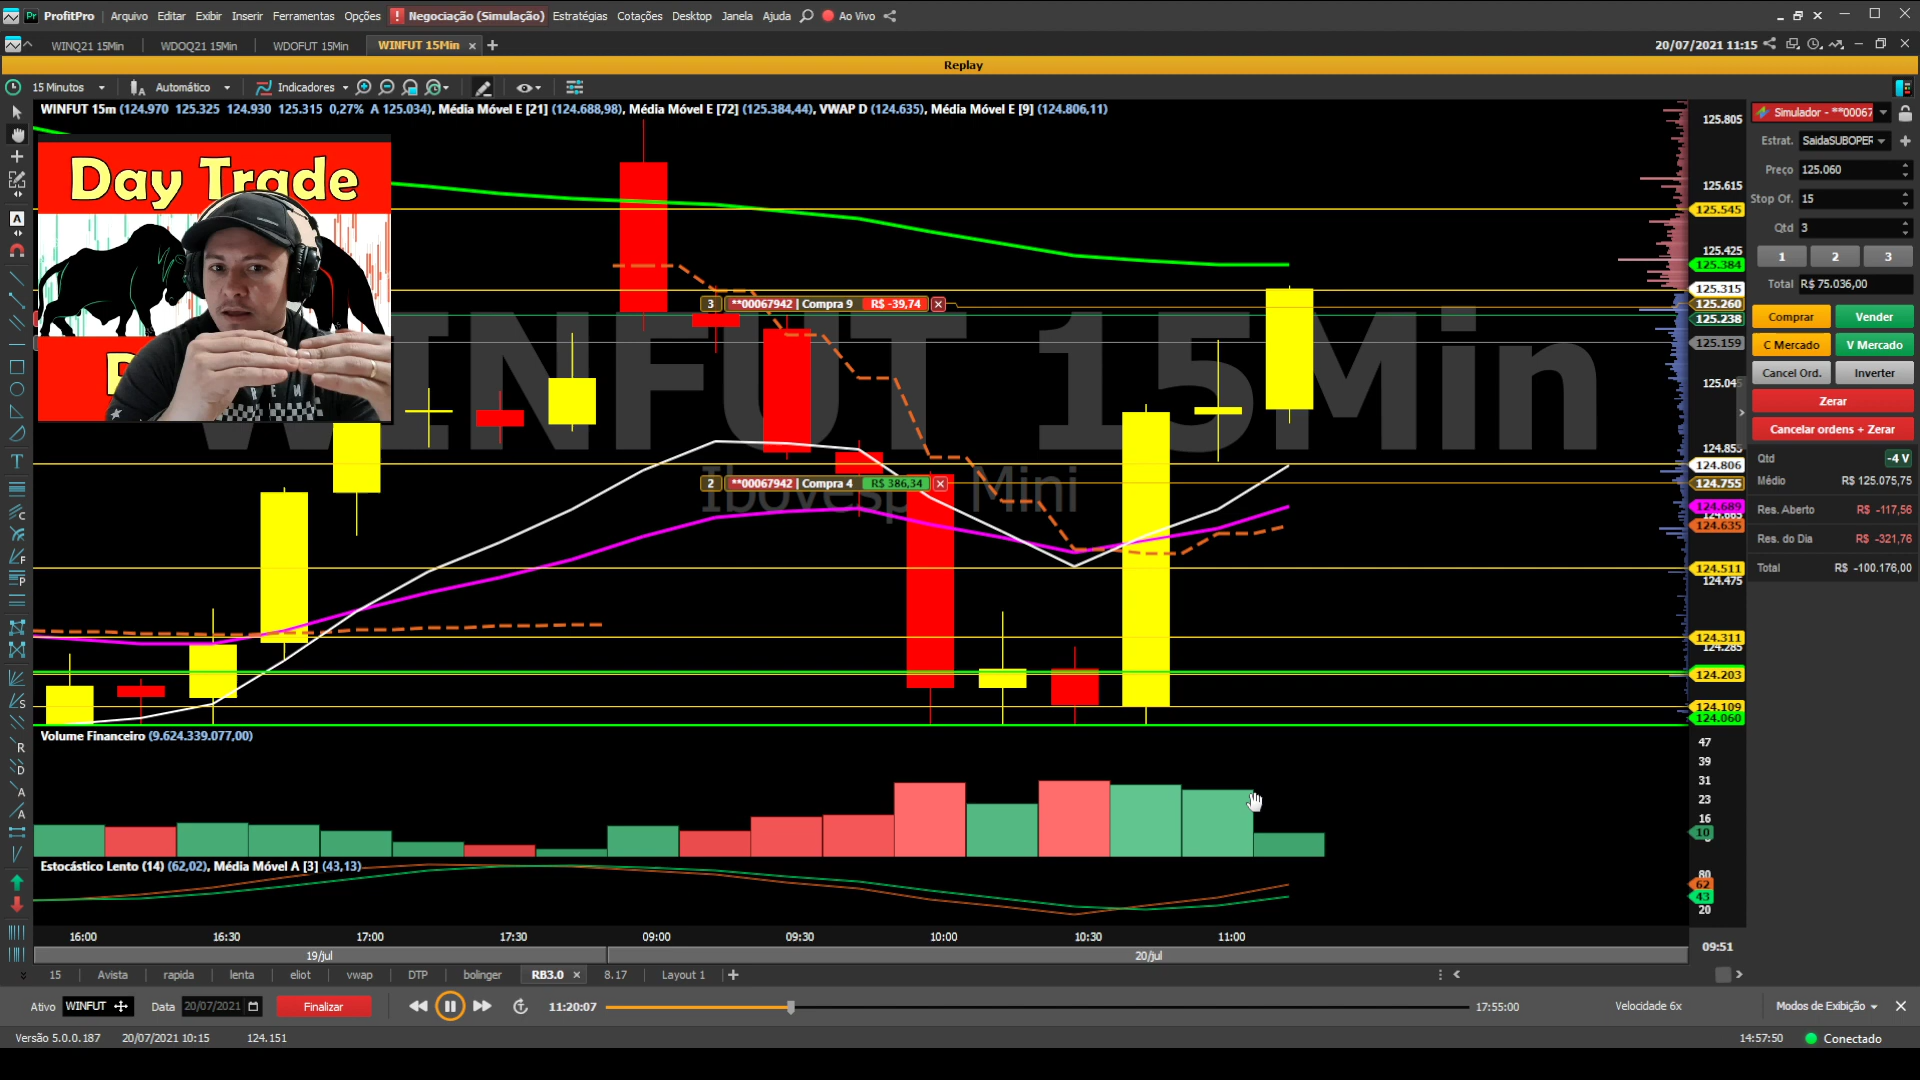 ProfitPro Arquivo Editar Exibir Inserir Ferramentas Opções ! Negociação (Simulação) Estratégias Cotações Desktop Janela Ajuda Ao Vivo
WINQ21 15Min WDOQ21 15Min WDOFUT 15Min WINFUT 15Min 20/07/2021 11:15
Replay
15 Minutos Automático Indicadores
WINFUT 15m (124.970 125.325 124.930 125.315 0,27% A 125.034), Média Móvel E [21] (124.688,98), Média Móvel E [72] (125.384,44), VWAP D (124.635), Média Móvel E [9] (124.806,11)
Day Trade
WINFUT 15Min
3 **00067942 | Compra 9 R$ -39,74
2 **00067942 | Compra 4 R$ 386,34
125.805
125.615
125.545
125.425
125.384
125.315
125.260
125.238
125.159
125.045
124.855
124.806
124.755
124.689
124.635
124.511
124.475
124.311
124.285
124.203
124.109
124.060
Simulador - **00067
Estrat. SaidaSUBOPER
Preço 125.060
Stop Of. 15
Qtd 3
1 2 3
Total R$ 75.036,00
Comprar Vender
C Mercado V Mercado
Cancel Ord. Inverter
Zerar
Cancelar ordens + Zerar
Qtd -4 V
Médio R$ 125.075,75
Res. Aberto R$ -117,56
Res. do Dia R$ -321,76
Total R$ -100.176,00
Volume Financeiro (9.624.339.077,00)
47
39
31
23
16
10
Estocástico Lento (14) (62,02), Média Móvel A [3] (43,13)
80
62
43
20
16:00 16:30 17:00 17:30 09:00 09:30 10:00 10:30 11:00 09:51
19/jul 20/jul
15 Avista rapida lenta eliot vwap DTP bolinger RB3.0 8.17 Layout 1
Ativo WINFUT Data 20/07/2021 Finalizar 11:20:07 17:55:00 Velocidade 6x Modos de Exibição
Versão 5.0.0.187 20/07/2021 10:15 124.151 14:57:50 Conectado